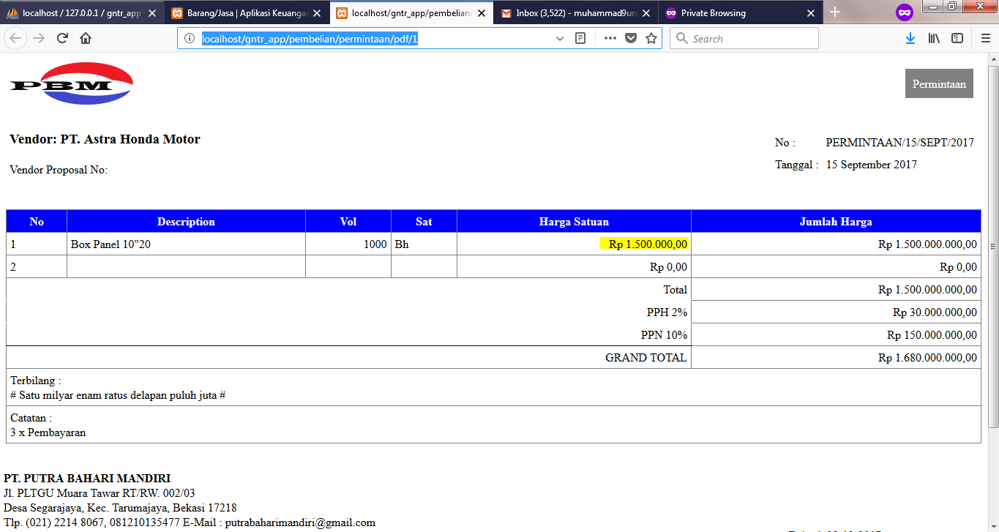 localhost / 127.0.0.1 / gntr_app
Barang/Jasa | Aplikasi Keuangan
localhost/gntr_app/pembelian/
Inbox (3,522) - muhammad9un
Private Browsing
localhost/gntr_app/pembelian/permintaan/pdf/1
Search
PBM
Permintaan
Vendor: PT. Astra Honda Motor
No : PERMINTAAN/15/SEPT/2017
Vendor Proposal No:
Tanggal : 15 September 2017
No Description Vol Sat Harga Satuan Jumlah Harga
1 Box Panel 10"20 1000 Bh Rp 1.500.000,00 Rp 1.500.000.000,00
2 Rp 0,00 Rp 0,00
Total Rp 1.500.000.000,00
PPH 2% Rp 30.000.000,00
PPN 10% Rp 150.000.000,00
GRAND TOTAL Rp 1.680.000.000,00
Terbilang :
# Satu milyar enam ratus delapan puluh juta #
Catatan :
3 x Pembayaran
PT. PUTRA BAHARI MANDIRI
Jl. PLTGU Muara Tawar RT/RW. 002/03
Desa Segarajaya, Kec. Tarumajaya, Bekasi 17218
Tlp. (021) 2214 8067, 081210135477 E-Mail : putrabaharimandiri@gmail.com